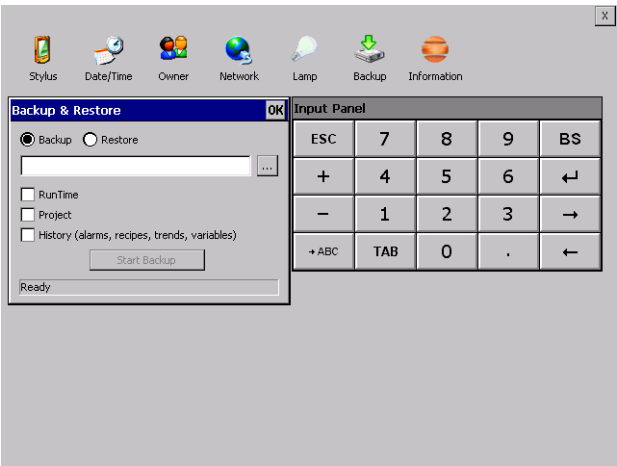 X
Stylus Date/Time Owner Network Lamp Backup Information
Backup & Restore OK
Backup Restore
...
RunTime
Project
History (alarms, recipes, trends, variables)
Start Backup
Ready
Input Panel
ESC 7 8 9 BS
+ 4 5 6 ↵
− 1 2 3 →
→ABC TAB 0 . ←